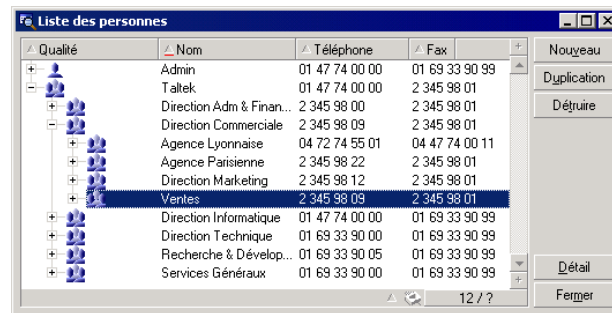 Liste des personnes
Qualité Nom Téléphone Fax
Admin 01 47 74 00 00 01 69 33 90 99
Taltek 01 47 74 00 00 2 345 98 01
Direction Adm & Finan... 2 345 98 00 2 345 98 01
Direction Commerciale 2 345 98 09 2 345 98 01
Agence Lyonnaise 04 72 74 55 01 04 47 74 00 11
Agence Parisienne 2 345 98 22 2 345 98 01
Direction Marketing 2 345 98 12 2 345 98 01
Ventes 2 345 98 09 2 345 98 01
Direction Informatique 01 47 74 00 00 01 69 33 90 99
Direction Technique 01 69 33 90 00 01 69 33 90 99
Recherche & Dévelop... 01 69 33 90 05 01 69 33 90 99
Services Généraux 01 69 33 90 00 01 69 33 90 99
12 / ?
Nouveau
Duplication
Détruire
Détail
Fermer